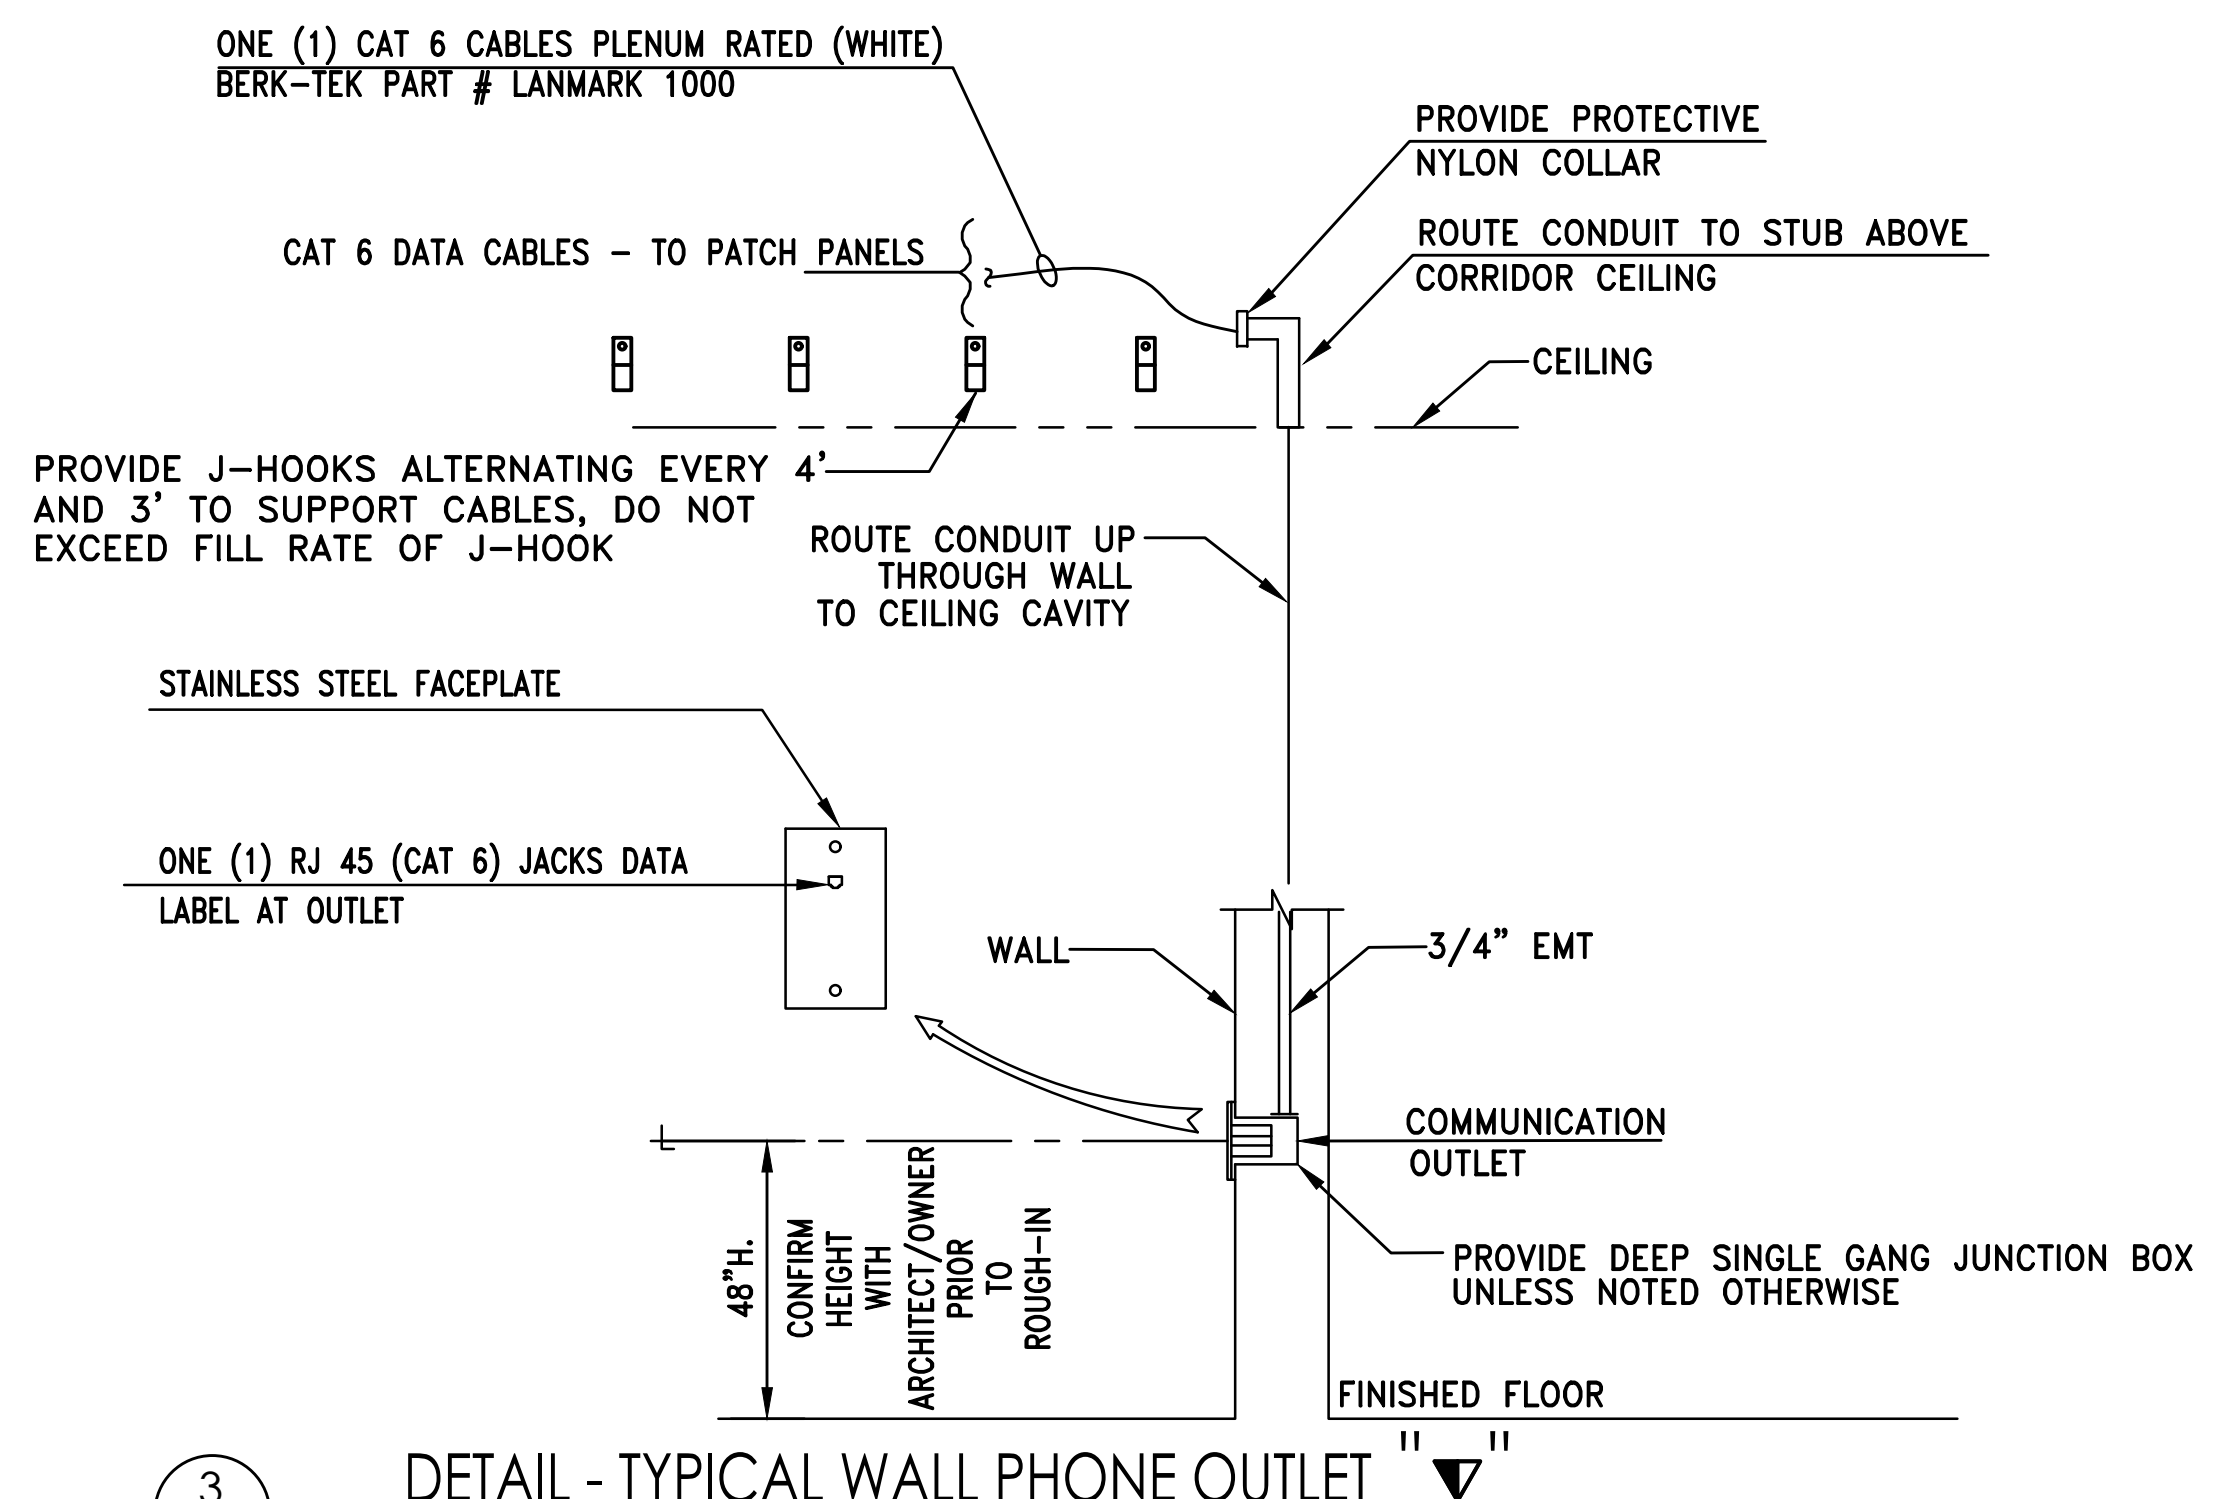 ONE (1) CAT 6 CABLES PLENUM RATED (WHITE)
BERK-TEK PART # LANMARK 1000
PROVIDE PROTECTIVE
NYLON COLLAR
CAT 6 DATA CABLES - TO PATCH PANELS
ROUTE CONDUIT TO STUB ABOVE
CORRIDOR CEILING
CEILING
PROVIDE J-HOOKS ALTERNATING EVERY 4'
AND 3' TO SUPPORT CABLES, DO NOT
EXCEED FILL RATE OF J-HOOK
ROUTE CONDUIT UP
THROUGH WALL
TO CEILING CAVITY
STAINLESS STEEL FACEPLATE
ONE (1) RJ 45 (CAT 6) JACKS DATA
LABEL AT OUTLET
WALL
3/4" EMT
COMMUNICATION
OUTLET
48"H.
CONFIRM
HEIGHT
WITH
ARCHITECT/OWNER
PRIOR
TO
ROUGH-IN
PROVIDE DEEP SINGLE GANG JUNCTION BOX
UNLESS NOTED OTHERWISE
FINISHED FLOOR
3
DETAIL - TYPICAL WALL PHONE OUTLET " "